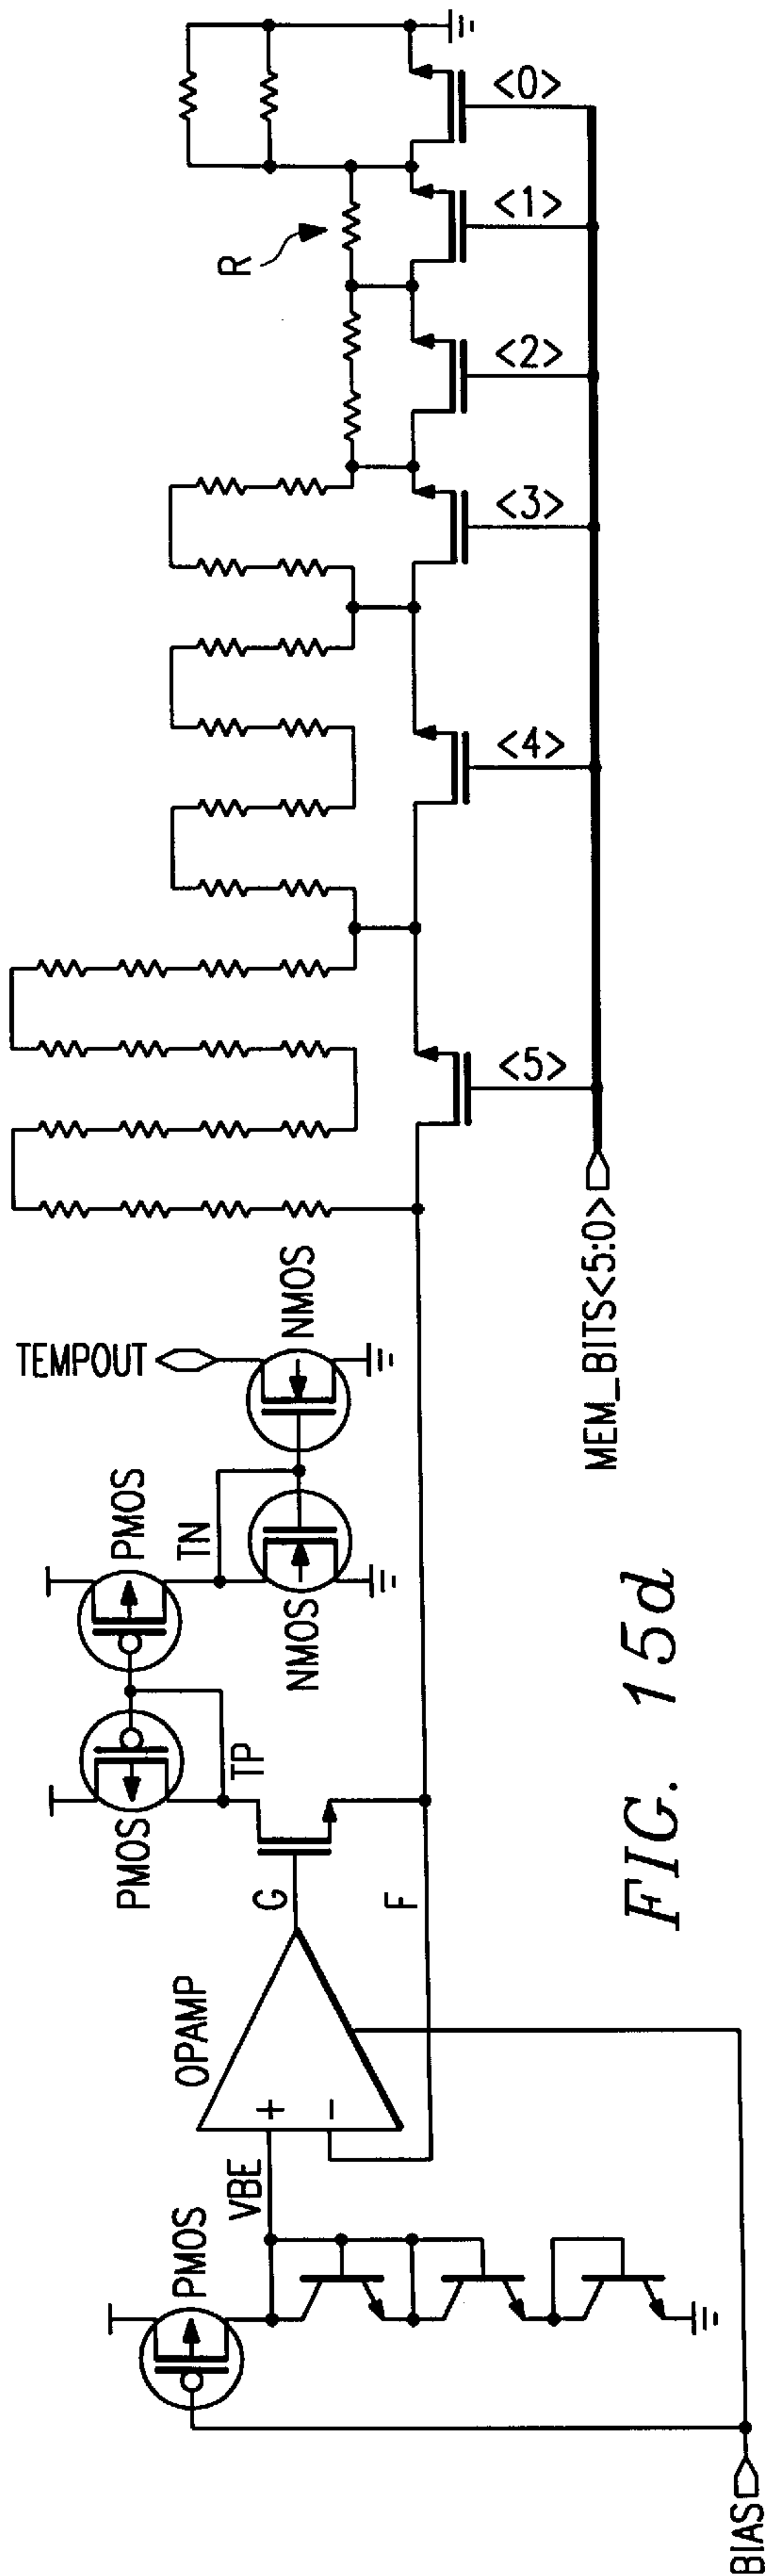 BIAS
PMOS
VBE
+
−
OPAMP
G
F
PMOS
TP
PMOS
TN
NMOS
NMOS
TEMPOUT
MEM_BITS<5:0>
<5>
<4>
<3>
<2>
<1>
<0>
R
FIG. 15d